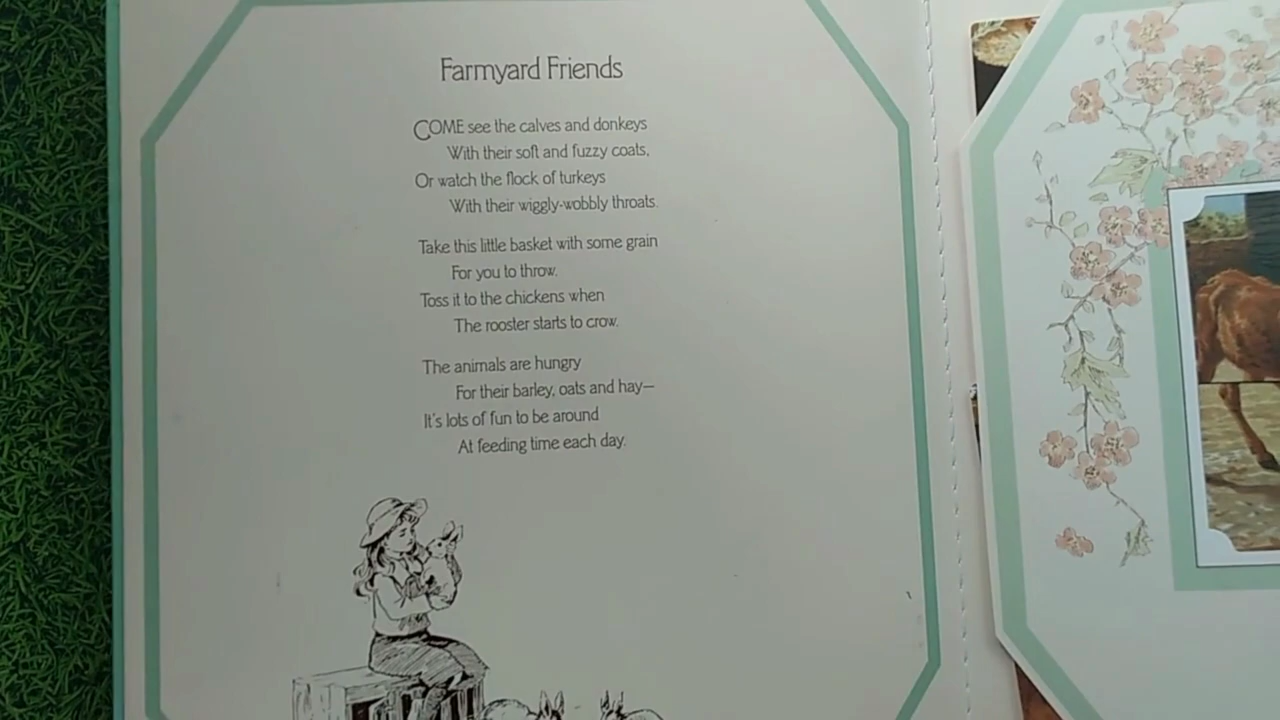 Farmyard Friends
COME see the calves and donkeys
With their soft and fuzzy coats,
Or watch the flock of turkeys
With their wiggly-wobbly throats.
Take this little basket with some grain
For you to throw.
Toss it to the chickens when
The rooster starts to crow.
The animals are hungry
For their barley, oats and hay—
It's lots of fun to be around
At feeding time each day.